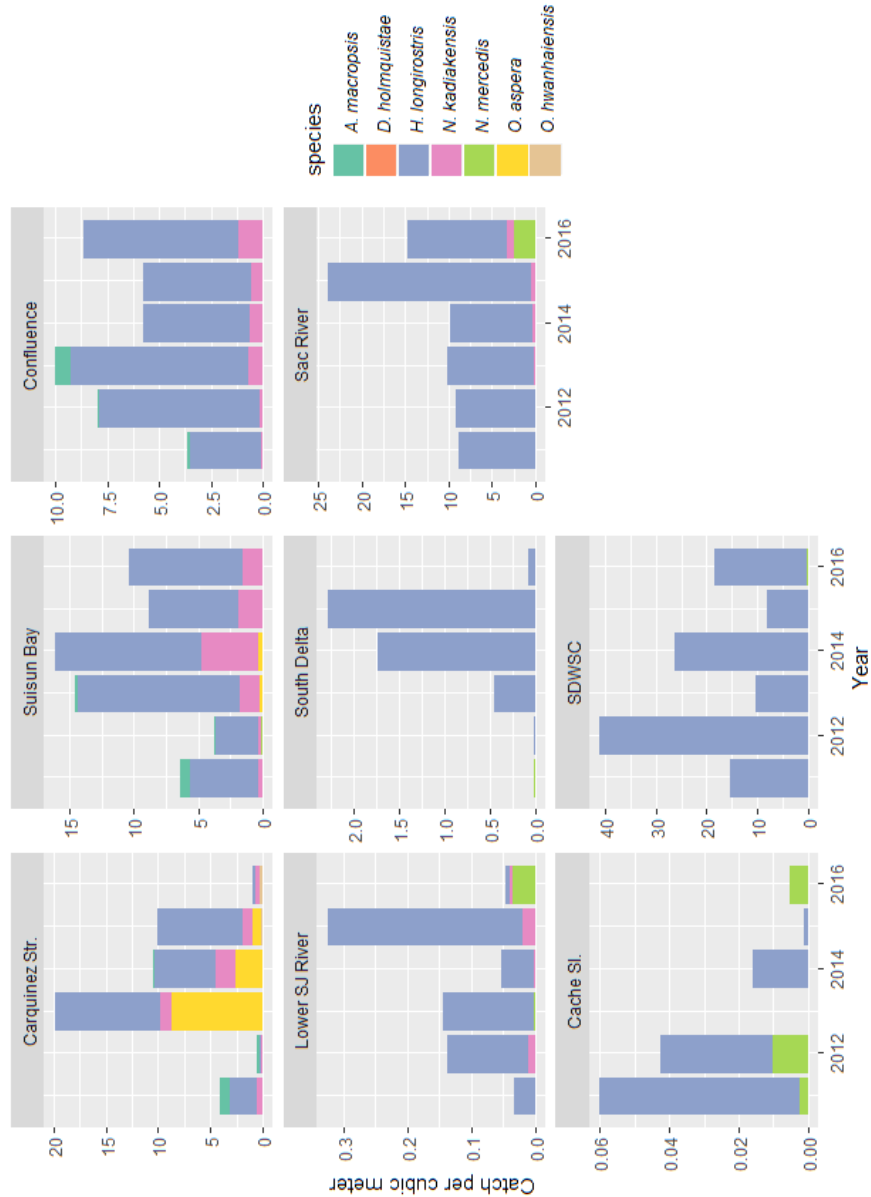 Carquinez Str.
Suisun Bay
Confluence
20
15
10
5
0
15
10
5
0
10.0
7.5
5.0
2.5
0.0
Lower SJ River
South Delta
Sac River
0.3
0.2
0.1
0.0
2.0
1.5
1.0
0.5
0.0
25
20
15
10
5
0
2012
2014
2016
Cache Sl.
SDWSC
0.06
0.04
0.02
0.00
40
30
20
10
0
2012
2014
2016
2012
2014
2016
Catch per cubic meter
Year
species
A. macropsis
D. holmquistae
H. longirostris
N. kadiakensis
N. mercedis
O. aspera
O. hwanhaiensis